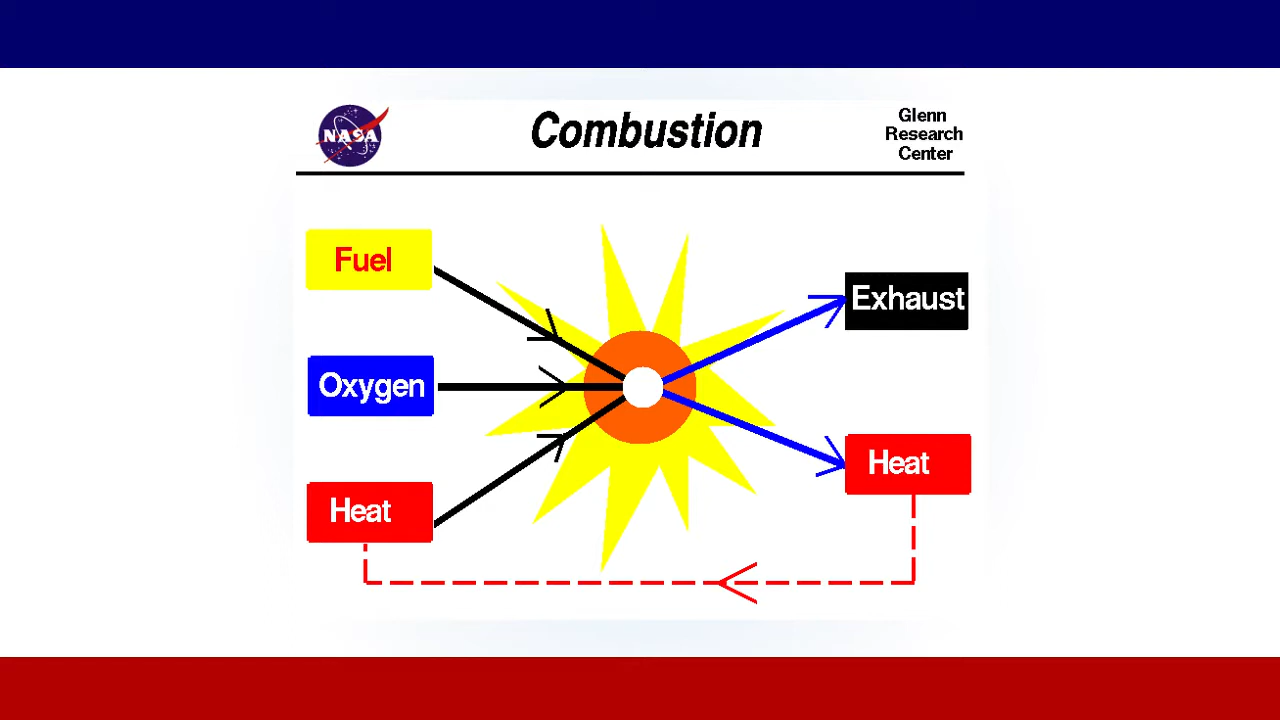 NASA
Combustion
Glenn
Research
Center
Fuel
Oxygen
Heat
Exhaust
Heat